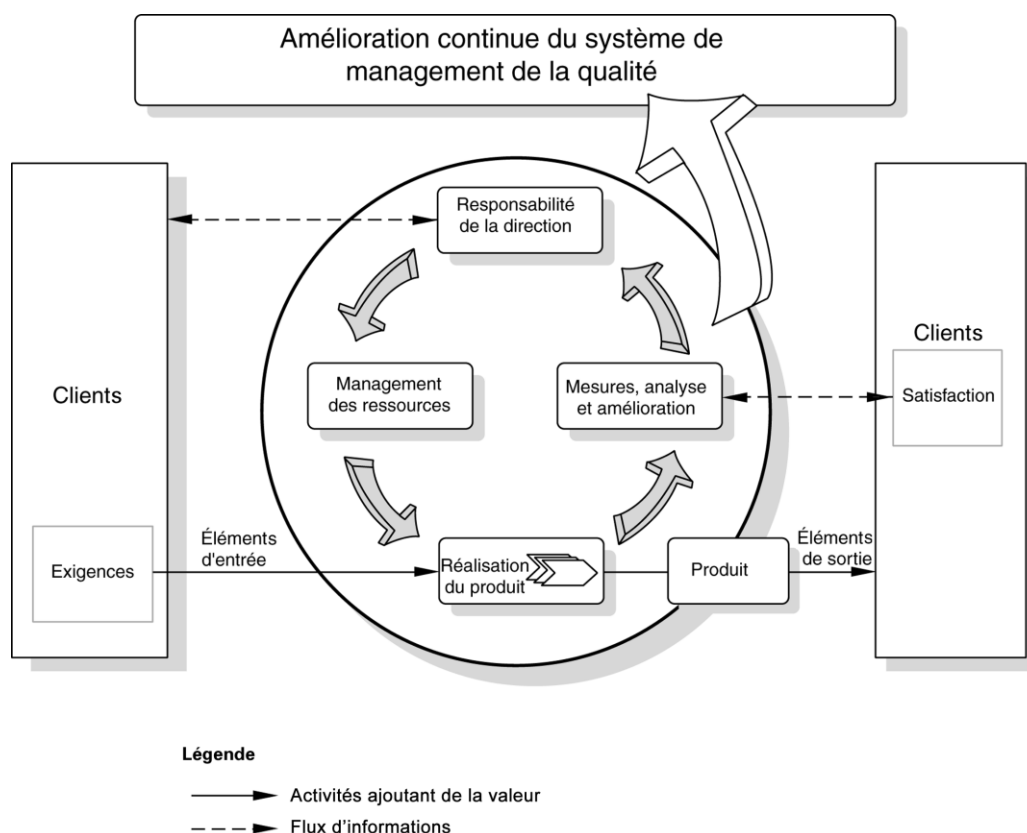 Amélioration continue du système de
management de la qualité
Responsabilité
de la direction
Clients
Management
des ressources
Mesures, analyse
et amélioration
Clients
Satisfaction
Exigences
Éléments
d'entrée
Réalisation
du produit
Produit
Éléments
de sortie
Légende
Activités ajoutant de la valeur
Flux d'informations